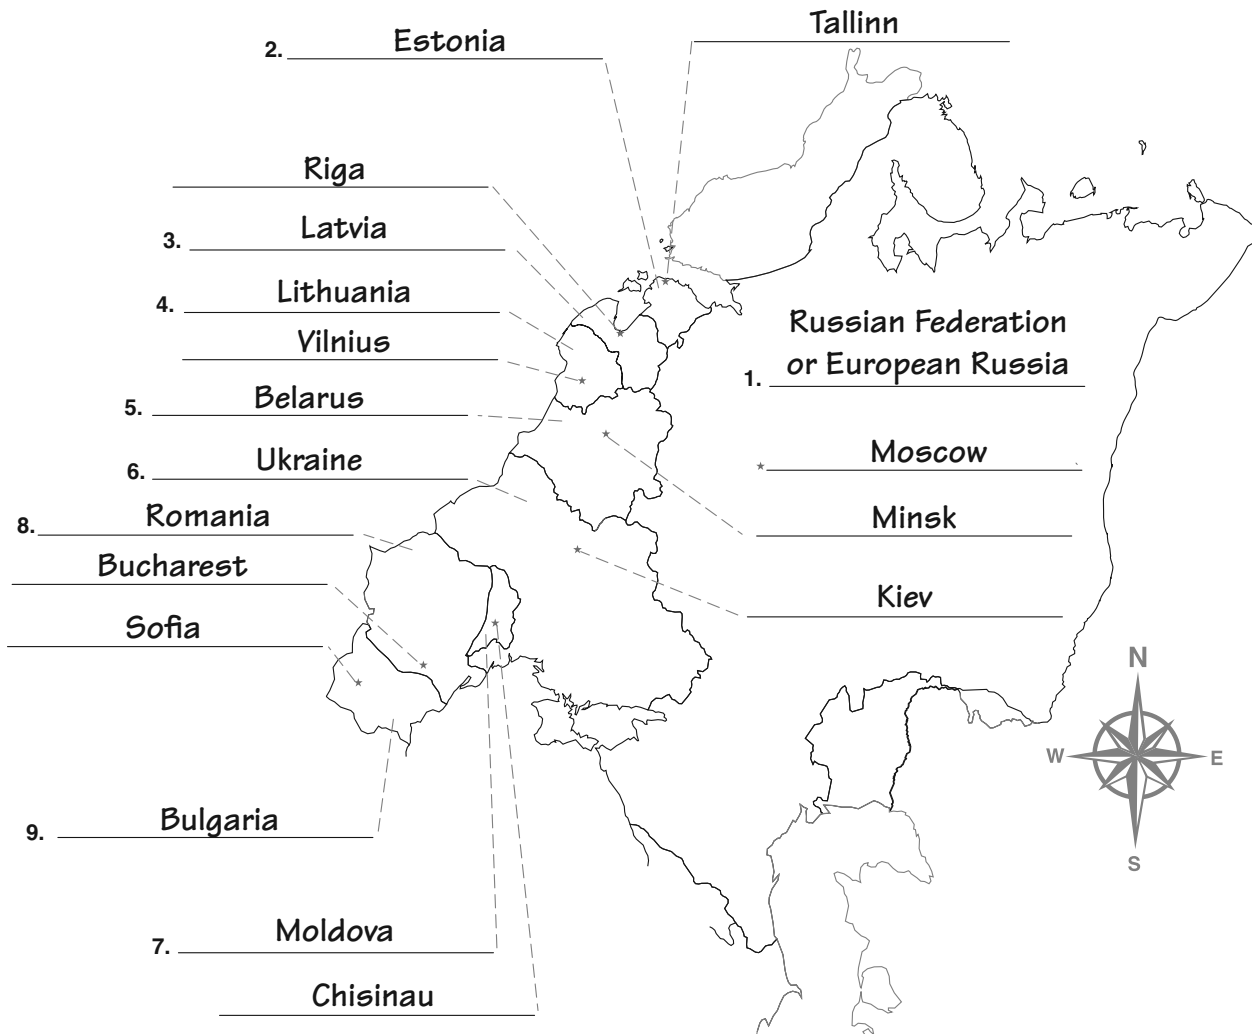 Tallinn
2. Estonia
Riga
3. Latvia
4. Lithuania
Vilnius
Russian Federation
1. or European Russia
5. Belarus
6. Ukraine
Moscow
8. Romania
Minsk
Bucharest
Kiev
Sofia
N
W
E
S
9. Bulgaria
7. Moldova
Chisinau